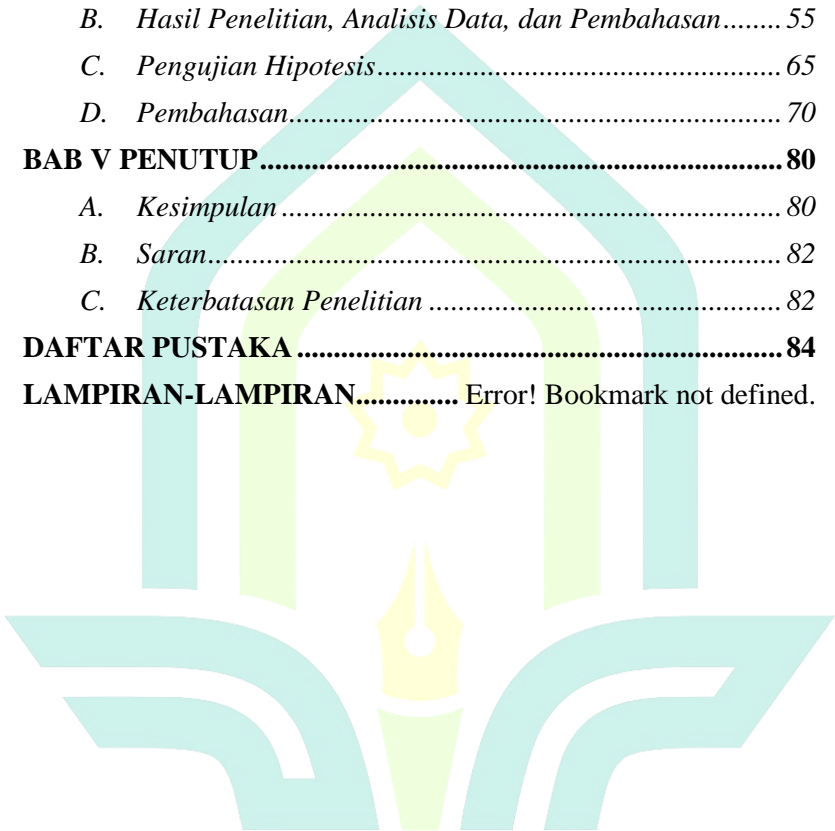 B. Hasil Penelitian, Analisis Data, dan Pembahasan........ 55
C. Pengujian Hipotesis.......................................................... 65
D. Pembahasan...................................................................... 70
BAB V PENUTUP................................................................... 80
A. Kesimpulan ...................................................................... 80
B. Saran................................................................................. 82
C. Keterbatasan Penelitian ................................................... 82
DAFTAR PUSTAKA .............................................................. 84
LAMPIRAN-LAMPIRAN.............. Error! Bookmark not defined.